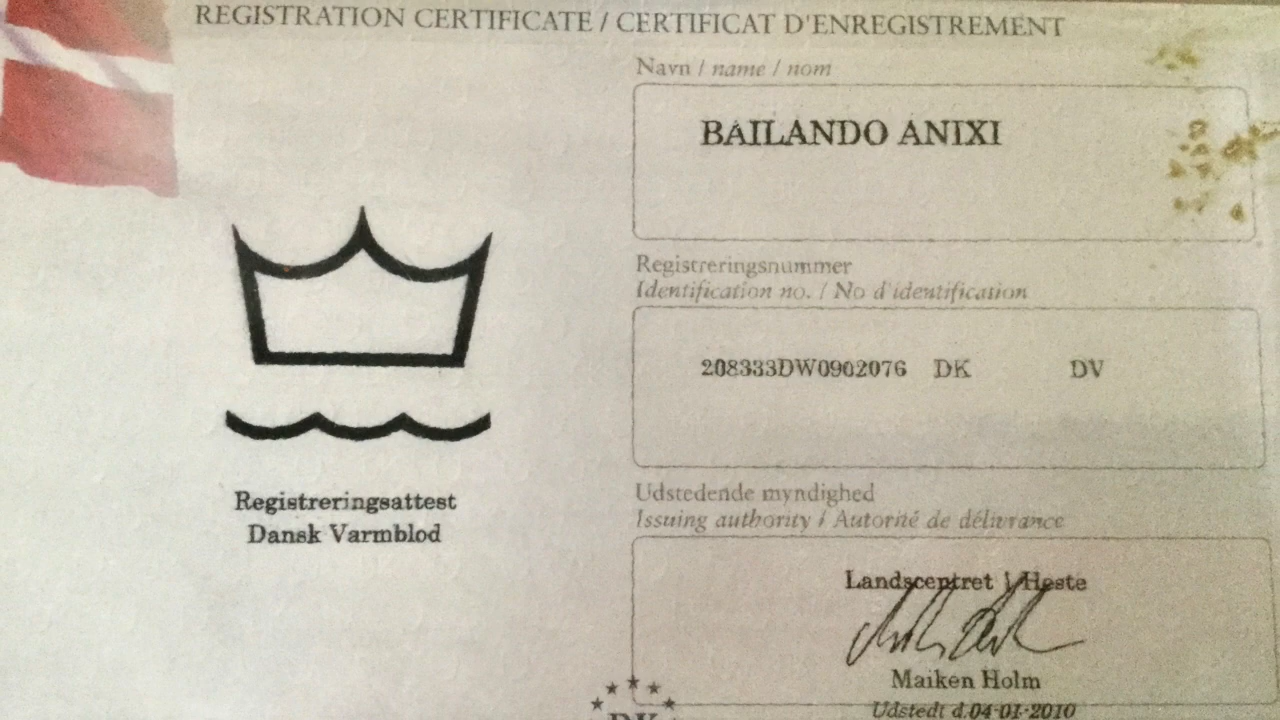 REGISTRATION CERTIFICATE / CERTIFICAT D'ENREGISTREMENT
Navn / name / nom
BAILANDO ANIXI
Registreringsnummer
Identification no. / No d'identification
208333DW0902076 DK DV
Registreringsattest
Dansk Varmblod
Udstedende myndighed
Issuing authority / Autorité de délivrance
Landscentret | Heste
Maiken Holm
Udstedt d.04-01-2010
DK